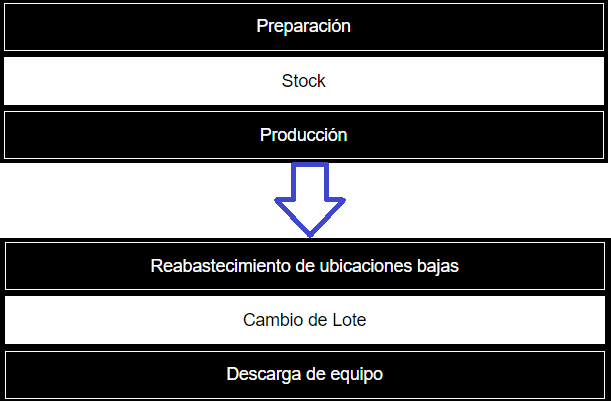 Preparación
Stock
Producción
Reabastecimiento de ubicaciones bajas
Cambio de Lote
Descarga de equipo